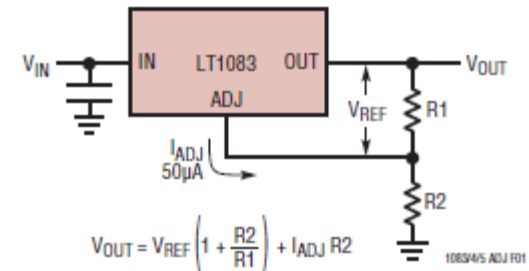 VIN
IN
LT1083
OUT
VOUT
ADJ
VREF
R1
IADJ
50µA
R2
VOUT = VREF (1 + R2/R1) + IADJ R2
1083/4/5 ADJ F01